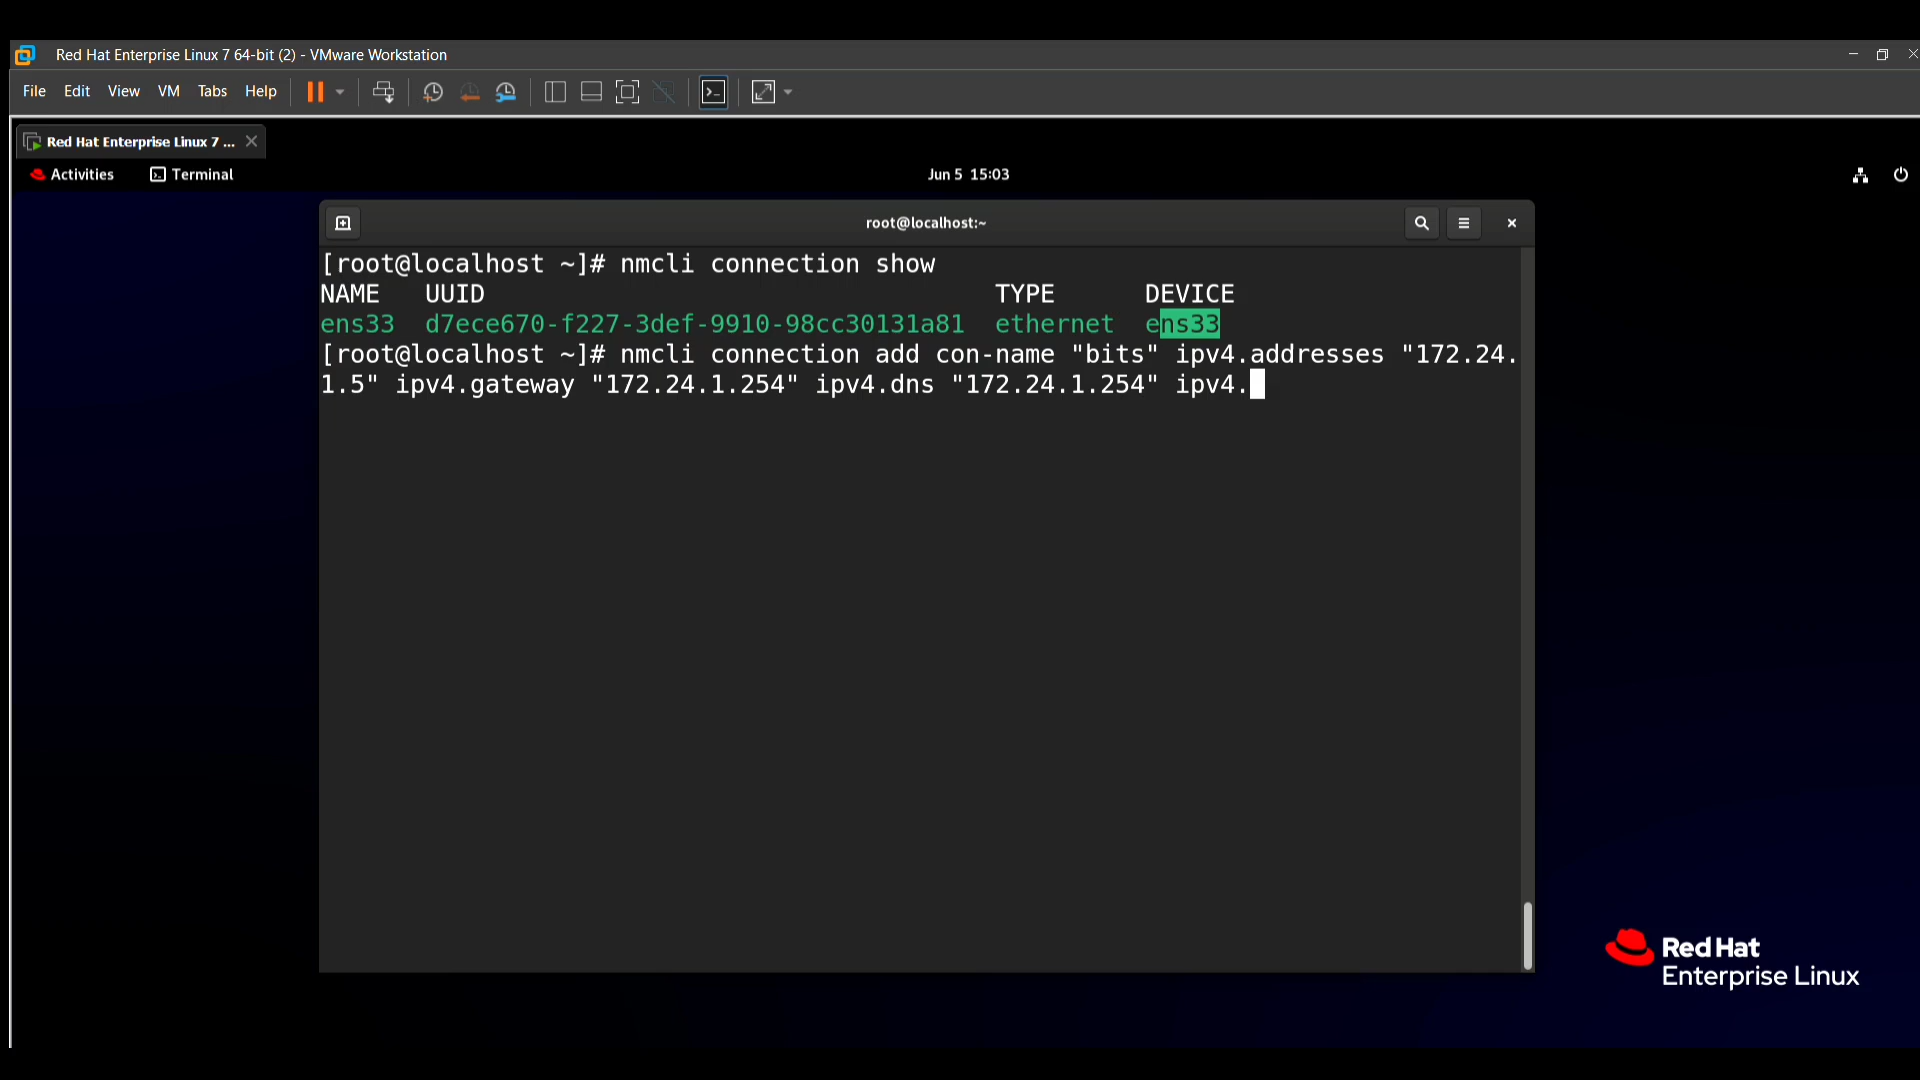 Red Hat Enterprise Linux 7 64-bit (2) - VMware Workstation
File Edit View VM Tabs Help
Red Hat Enterprise Linux 7 ...
Activities Terminal Jun 5 15:03
root@localhost:~
[root@localhost ~]# nmcli connection show
NAME UUID TYPE DEVICE
ens33 d7ece670-f227-3def-9910-98cc30131a81 ethernet ens33
[root@localhost ~]# nmcli connection add con-name "bits" ipv4.addresses "172.24.
1.5" ipv4.gateway "172.24.1.254" ipv4.dns "172.24.1.254" ipv4.
Red Hat
Enterprise Linux